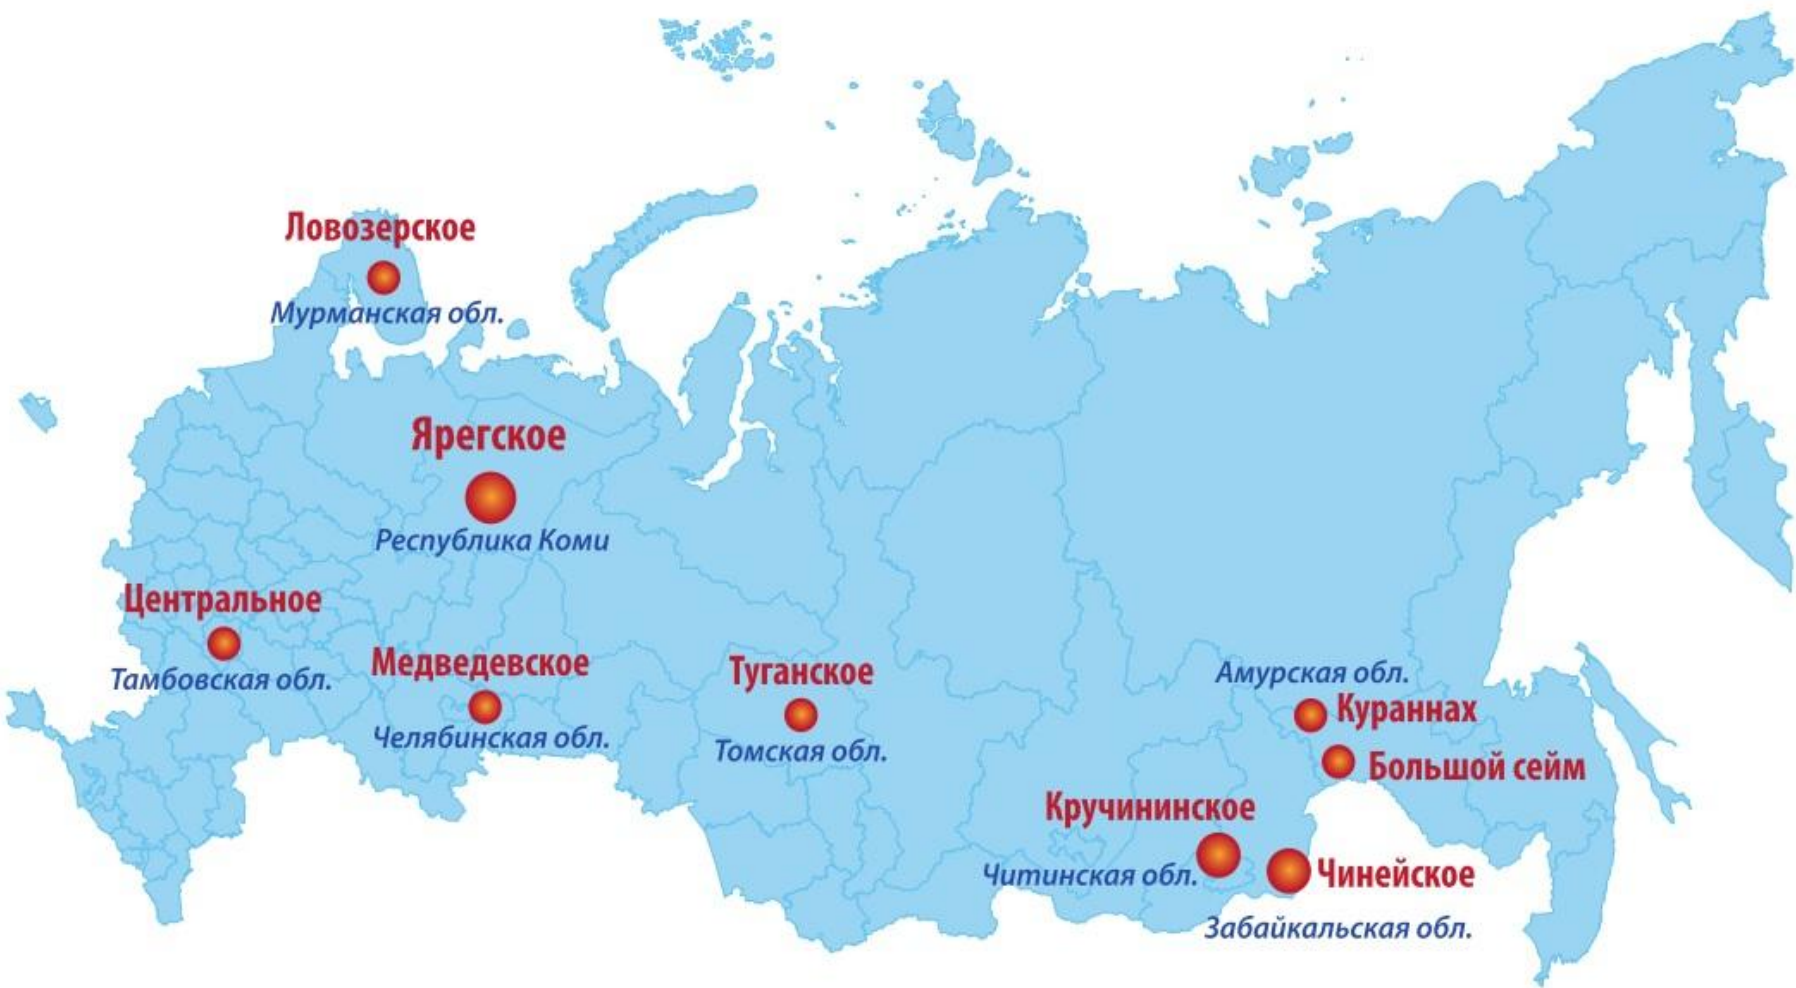 Ловозерское
Мурманская обл.
Ярегское
Республика Коми
Центральное
Тамбовская обл.
Медведевское
Челябинская обл.
Туганское
Томская обл.
Амурская обл.
Кураннах
Большой сейм
Кручининское
Читинская обл.
Чинейское
Забайкальская обл.